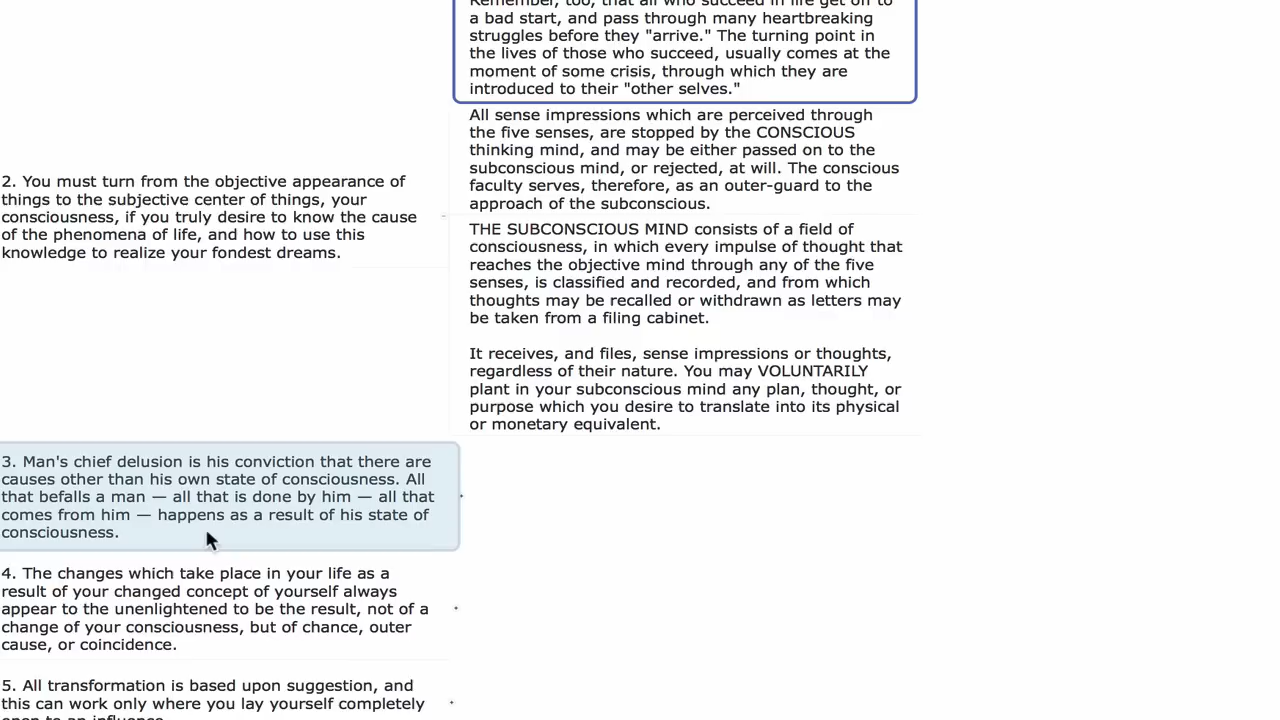 Remember, too, that all who succeed in life get off to
a bad start, and pass through many heartbreaking
struggles before they "arrive." The turning point in
the lives of those who succeed, usually comes at the
moment of some crisis, through which they are
introduced to their "other selves."
All sense impressions which are perceived through
the five senses, are stopped by the CONSCIOUS
thinking mind, and may be either passed on to the
subconscious mind, or rejected, at will. The conscious
faculty serves, therefore, as an outer-guard to the
approach of the subconscious.
2. You must turn from the objective appearance of
things to the subjective center of things, your
consciousness, if you truly desire to know the cause
of the phenomena of life, and how to use this
knowledge to realize your fondest dreams.
THE SUBCONSCIOUS MIND consists of a field of
consciousness, in which every impulse of thought that
reaches the objective mind through any of the five
senses, is classified and recorded, and from which
thoughts may be recalled or withdrawn as letters may
be taken from a filing cabinet.
It receives, and files, sense impressions or thoughts,
regardless of their nature. You may VOLUNTARILY
plant in your subconscious mind any plan, thought, or
purpose which you desire to translate into its physical
or monetary equivalent.
3. Man's chief delusion is his conviction that there are
causes other than his own state of consciousness. All
that befalls a man — all that is done by him — all that
comes from him — happens as a result of his state of
consciousness.
4. The changes which take place in your life as a
result of your changed concept of yourself always
appear to the unenlightened to be the result, not of a
change of your consciousness, but of chance, outer
cause, or coincidence.
5. All transformation is based upon suggestion, and
this can work only where you lay yourself completely
open to an influence.